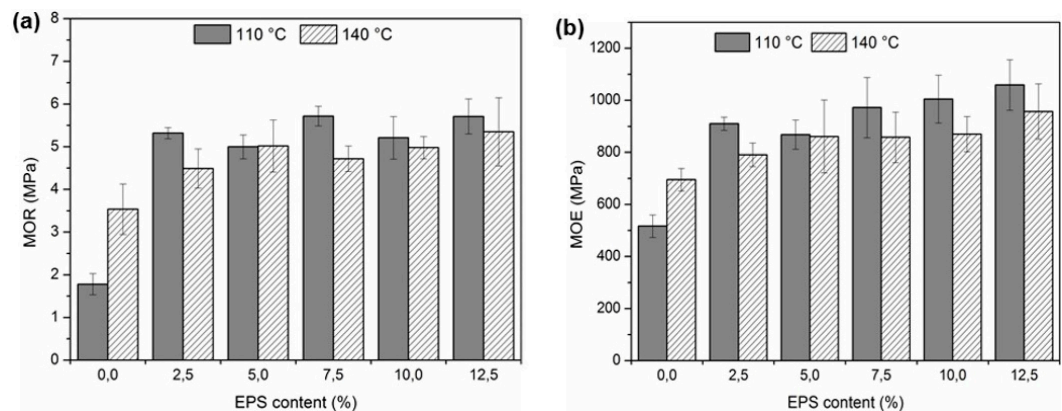 (a)
8
7
6
5
4
3
2
1
0
MOR (MPa)
110 °C 140 °C
0,0 2,5 5,0 7,5 10,0 12,5
EPS content (%)
(b)
1200
1000
800
600
400
200
0
MOE (MPa)
110 °C 140 °C
0,0 2,5 5,0 7,5 10,0 12,5
EPS content (%)